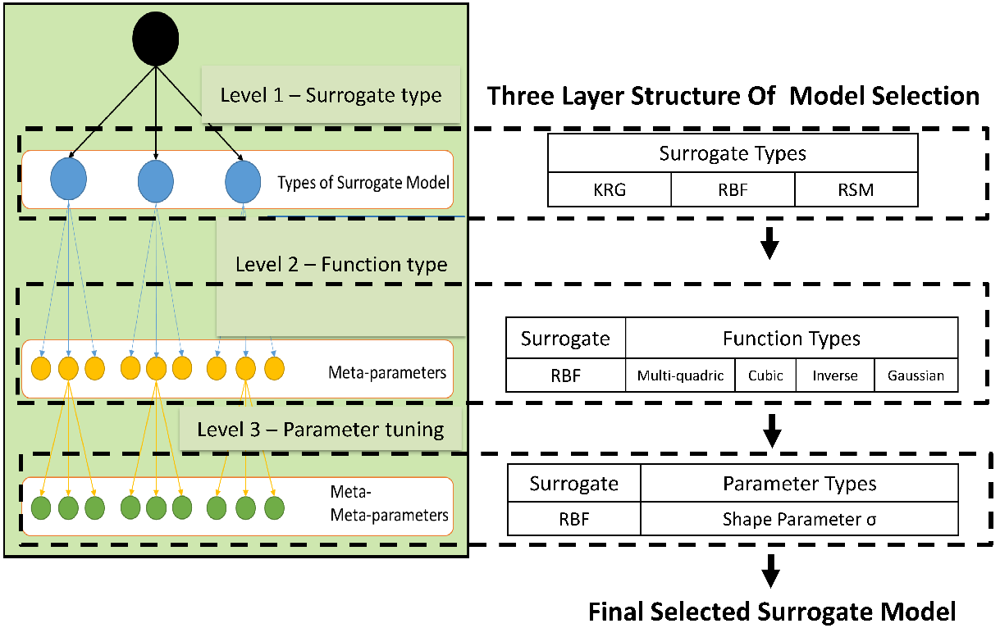 Level 1 – Surrogate type
Three Layer Structure Of Model Selection
Types of Surrogate Model
Surrogate Types
KRG RBF RSM
Level 2 – Function type
Meta-parameters
Surrogate Function Types
RBF Multi-quadric Cubic Inverse Gaussian
Level 3 – Parameter tuning
Meta-
Meta-parameters
Surrogate Parameter Types
RBF Shape Parameter σ
Final Selected Surrogate Model